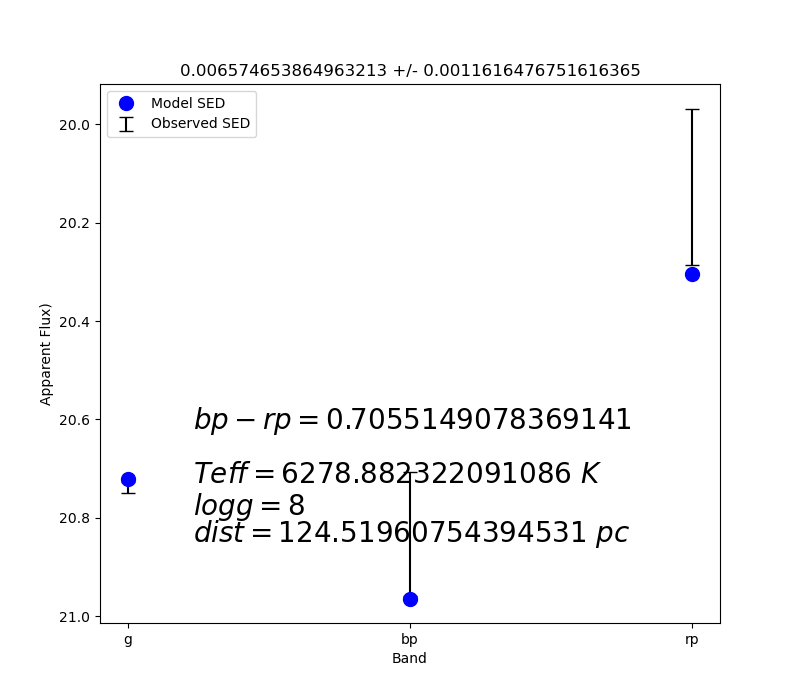 0.006574653864963213 +/- 0.0011616476751616365
Model SED
Observed SED
20.0
20.2
20.4
20.6
20.8
21.0
Apparent Flux)
bp − rp = 0.7055149078369141
Teff = 6278.882322091086 K
logg = 8
dist = 124.51960754394531 pc
g
bp
rp
Band